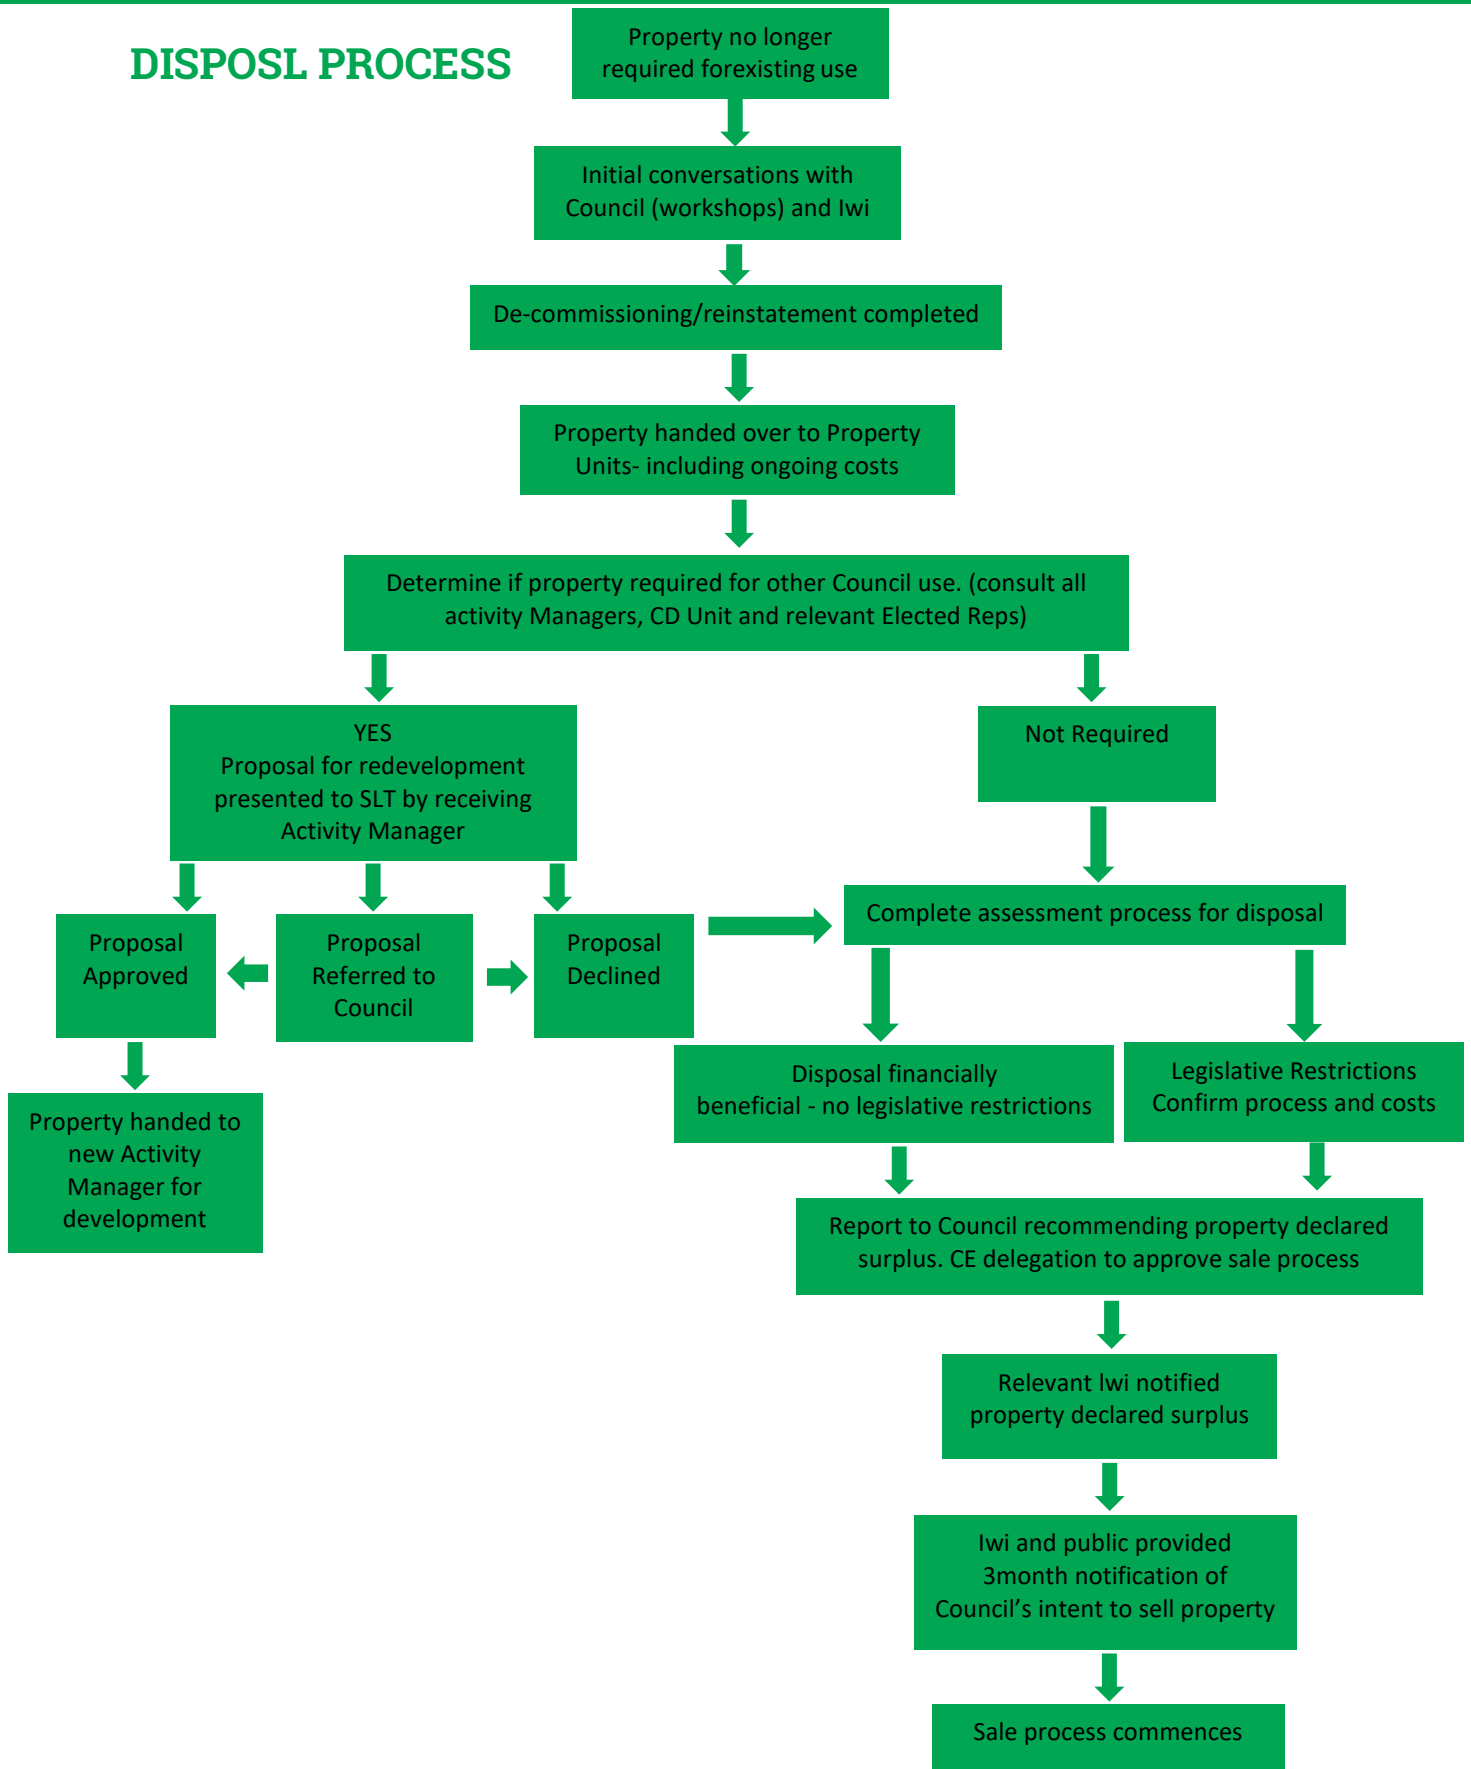 DISPOSL PROCESS
Property no longer
required forexisting use
Initial conversations with
Council (workshops) and Iwi
De-commissioning/reinstatement completed
Property handed over to Property
Units- including ongoing costs
Determine if property required for other Council use. (consult all
activity Managers, CD Unit and relevant Elected Reps)
YES
Proposal for redevelopment
presented to SLT by receiving
Activity Manager
Not Required
Proposal
Approved
Proposal
Referred to
Council
Proposal
Declined
Complete assessment process for disposal
Property handed to
new Activity
Manager for
development
Disposal financially
beneficial - no legislative restrictions
Legislative Restrictions
Confirm process and costs
Report to Council recommending property declared
surplus. CE delegation to approve sale process
Relevant lwi notified
property declared surplus
Iwi and public provided
3month notification of
Council’s intent to sell property
Sale process commences